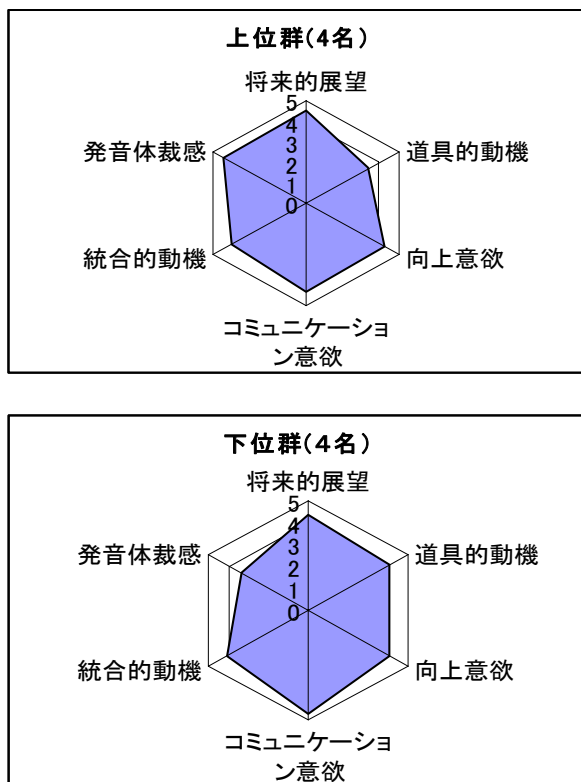 上位群(4名)
将来的展望
5
4
3
2
1
0
発音体裁感
道具的動機
統合的動機
向上意欲
コミュニケーショ
ン意欲
下位群(4名)
将来的展望
5
4
3
2
1
0
発音体裁感
道具的動機
統合的動機
向上意欲
コミュニケーショ
ン意欲